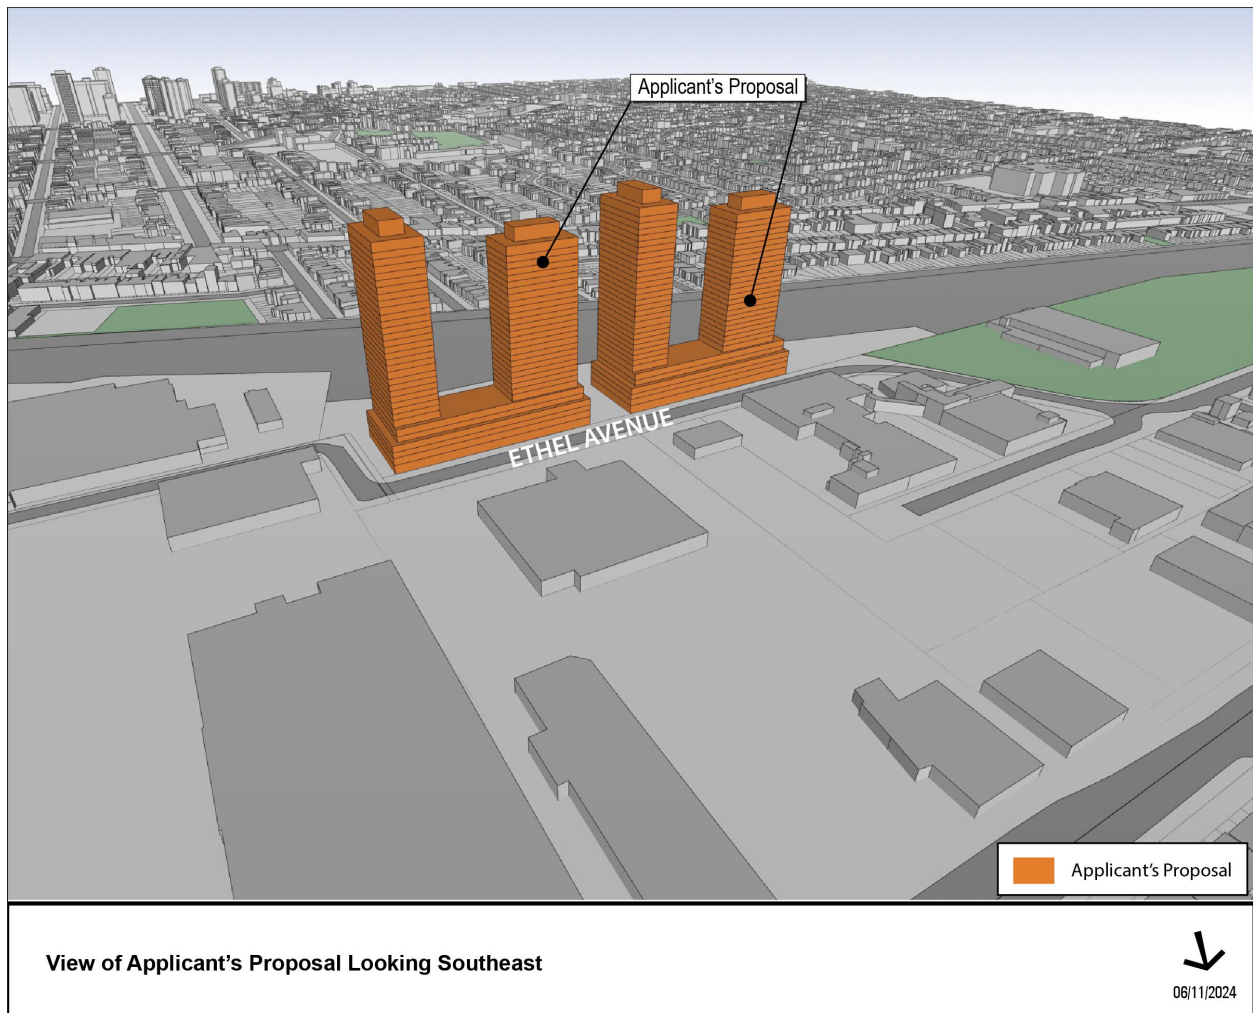 Applicant's Proposal
ETHEL AVENUE
Applicant's Proposal
View of Applicant's Proposal Looking Southeast
06/11/2024